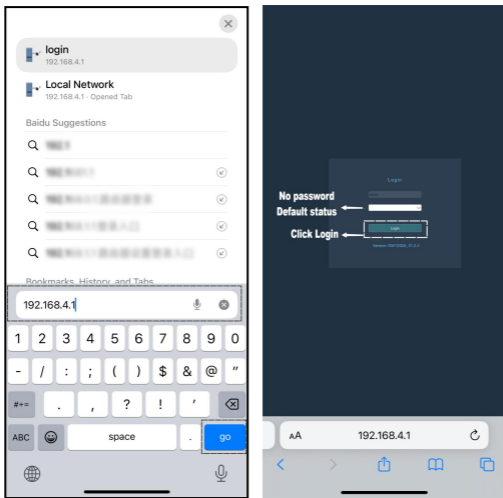 login
192.168.4.1
Local Network
192.168.4.1 · Opened Tab
Baidu Suggestions
Bookmarks, History, and Tabs
192.168.4.1
1 2 3 4 5 6 7 8 9 0
- / : ; ( ) $ & @ "
#+= . , ? ! ' 
ABC space . go
Login
No password
Default status
Click Login
Login
AA 192.168.4.1